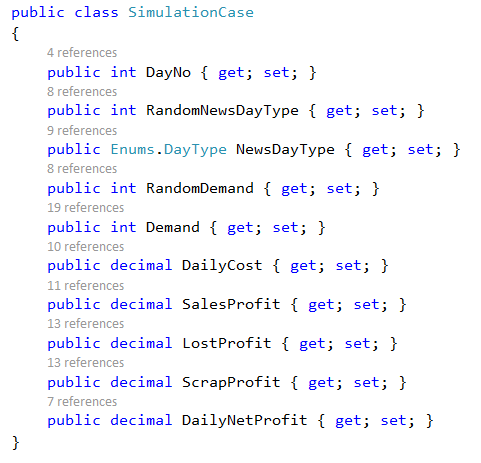 public class SimulationCase
{
4 references
public int DayNo { get; set; }
8 references
public int RandomNewsDayType { get; set; }
9 references
public Enums.DayType NewsDayType { get; set; }
8 references
public int RandomDemand { get; set; }
19 references
public int Demand { get; set; }
10 references
public decimal DailyCost { get; set; }
11 references
public decimal SalesProfit { get; set; }
13 references
public decimal LostProfit { get; set; }
13 references
public decimal ScrapProfit { get; set; }
7 references
public decimal DailyNetProfit { get; set; }
}